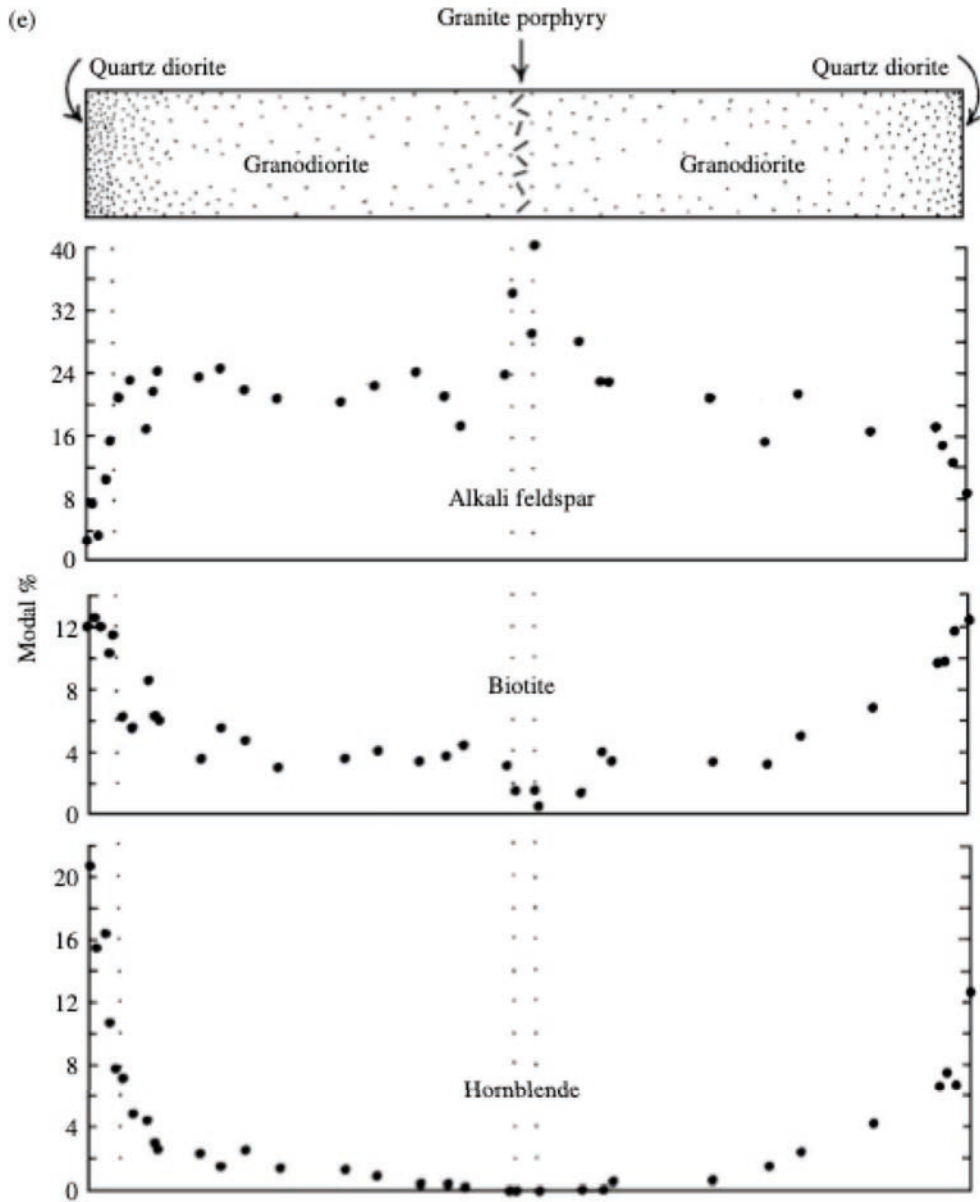 (e)
Granite porphyry
Quartz diorite
Quartz diorite
Granodiorite
Granodiorite
40
32
24
16
8
0
Alkali feldspar
Modal %
12
8
4
0
Biotite
20
16
12
8
4
0
Hornblende